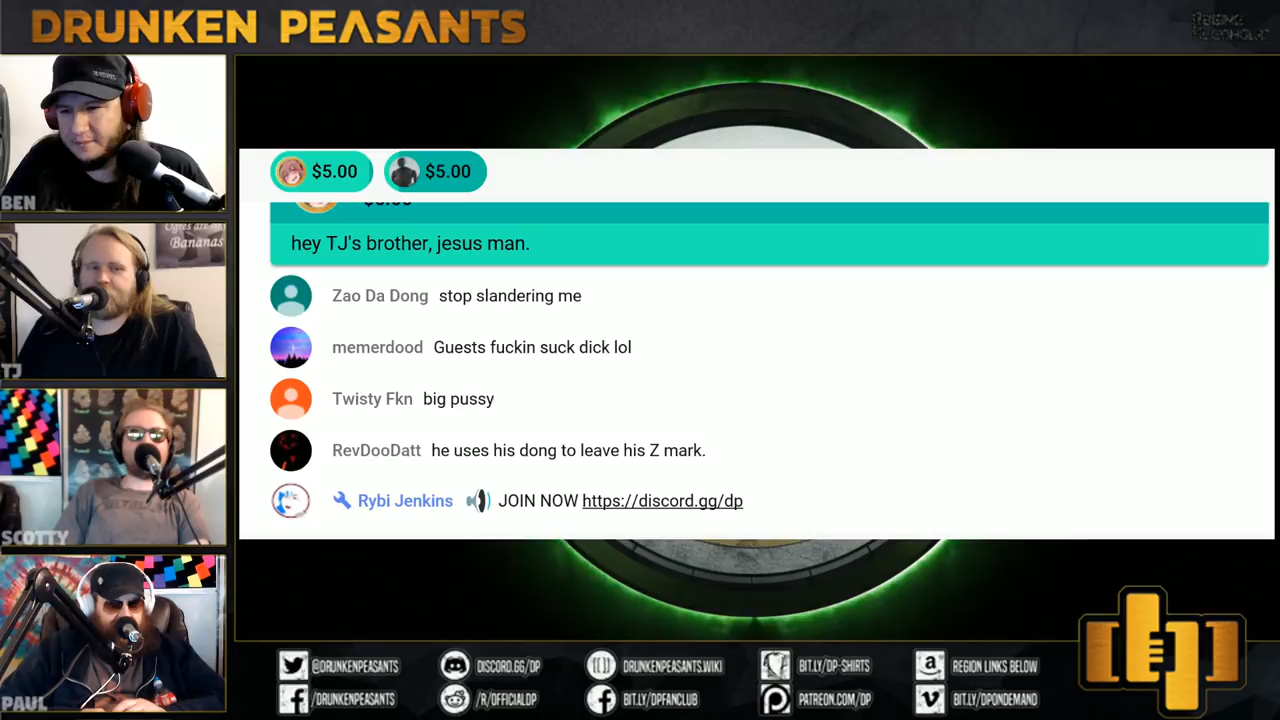 DRUNKEN PEASANTS
BEN
Ogres are
Bananas
TJ
SCOTTY
PAUL
$5.00
$5.00
hey TJ's brother, jesus man.
Zao Da Dong stop slandering me
memerdood Guests fuckin suck dick lol
Twisty Fkn big pussy
RevDooDatt he uses his dong to leave his Z mark.
Rybi Jenkins JOIN NOW https://discord.gg/dp
@DRUNKENPEASANTS
DISCORD.GG/DP
DRUNKENPEASANTS.WIKI
BIT.LY/DP-SHIRTS
REGION LINKS BELOW
/DRUNKENPEASANTS
/R/OFFICIALDP
BIT.LY/DPFANCLUB
PATREON.COM/DP
BIT.LY/DPONDEMAND